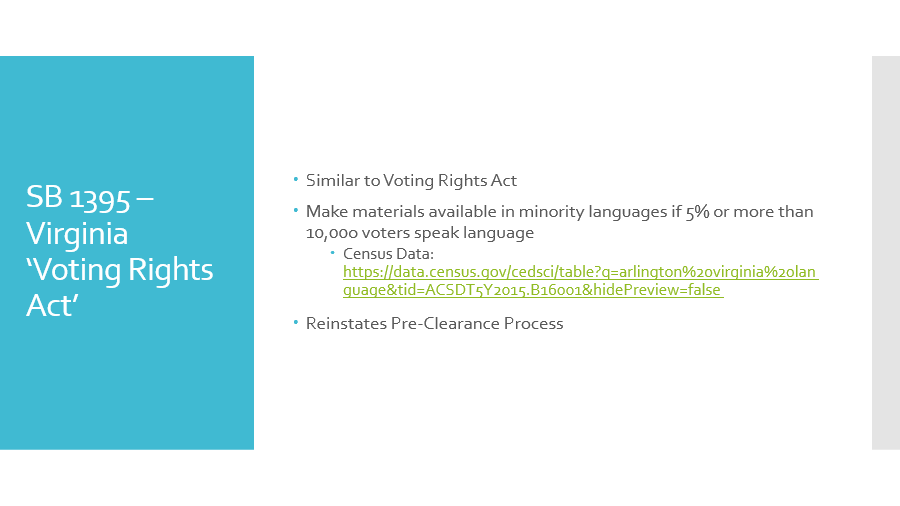 SB 1395 –
Virginia
‘Voting Rights
Act’
• Similar to Voting Rights Act
• Make materials available in minority languages if 5% or more than
10,000 voters speak language
• Census Data:
https://data.census.gov/cedsci/table?q=arlington%20virginia%20lan
guage&tid=ACSDT5Y2015.B16001&hidePreview=false
• Reinstates Pre-Clearance Process